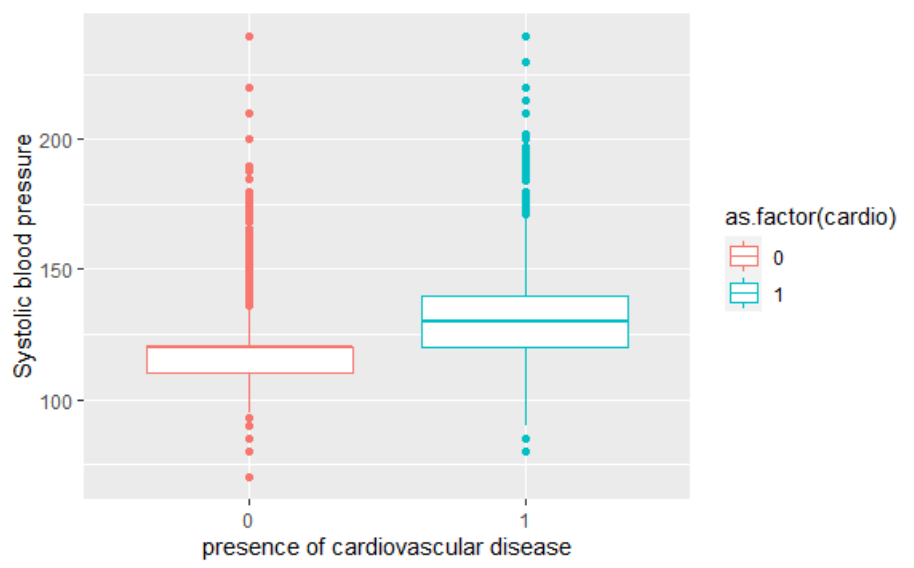 Systolic blood pressure
200
150
100
0
1
presence of cardiovascular disease
as.factor(cardio)
0
1